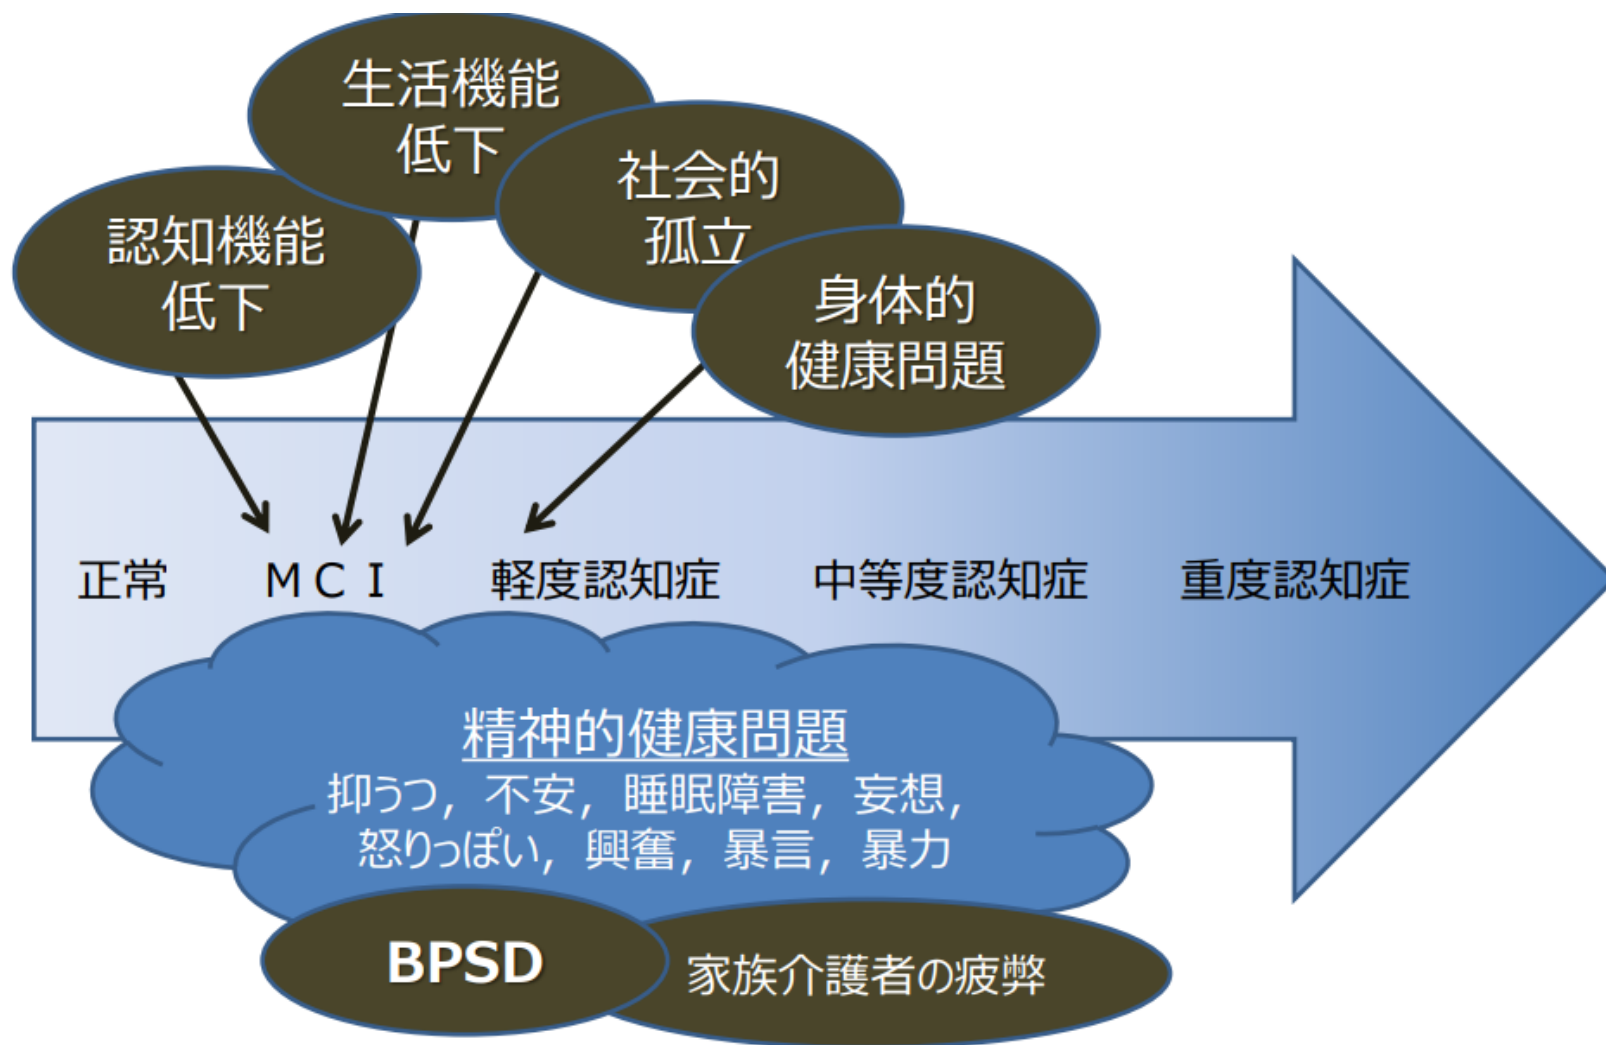 生活機能
低下
社会的
孤立
認知機能
低下
身体的
健康問題
正常 ＭＣＩ 軽度認知症 中等度認知症 重度認知症
精神的健康問題
抑うつ，不安，睡眠障害，妄想，
怒りっぽい，興奮，暴言，暴力
BPSD
家族介護者の疲弊